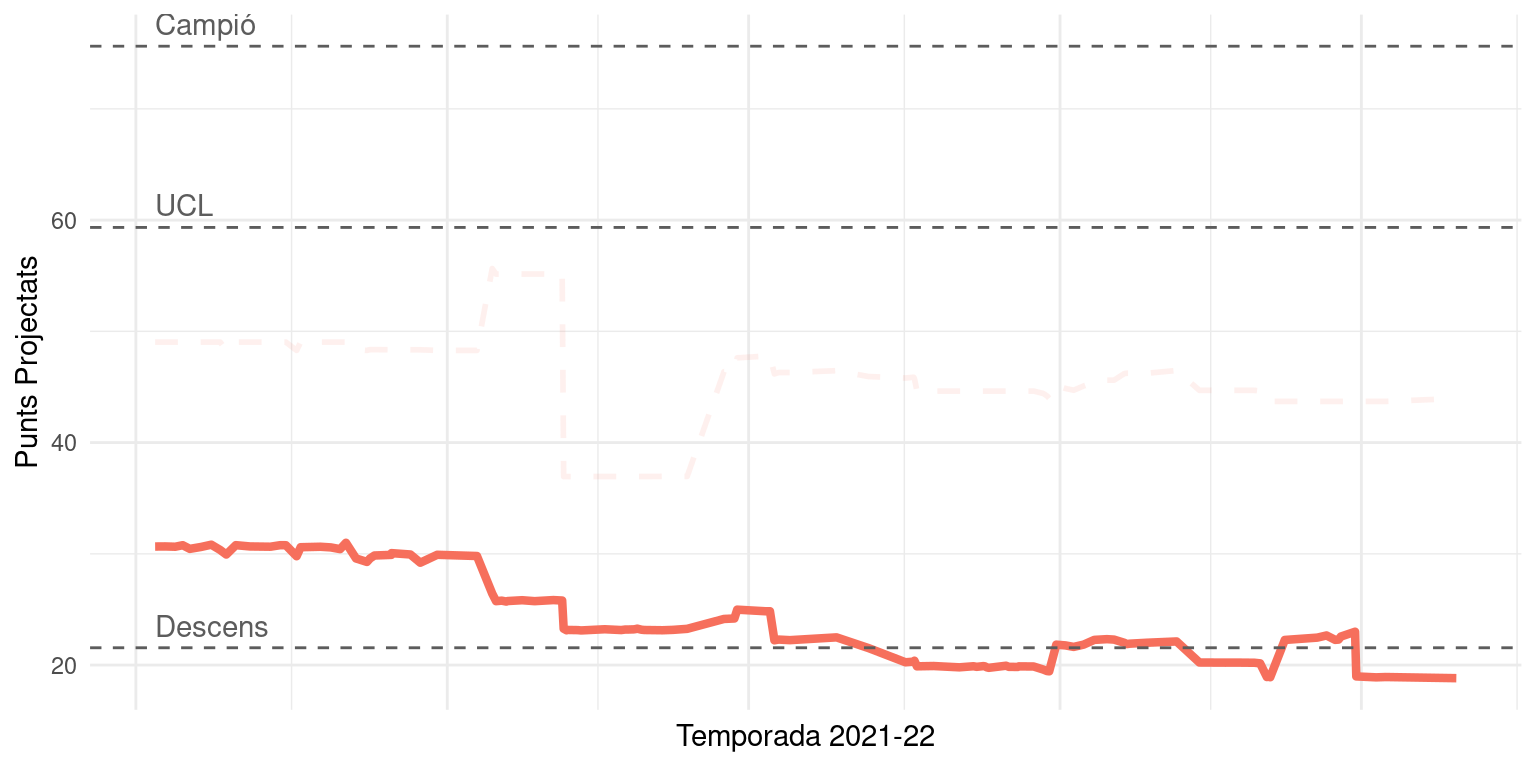 Campió
UCL
60
40
Descens
20
Punts Projectats
Temporada 2021-22